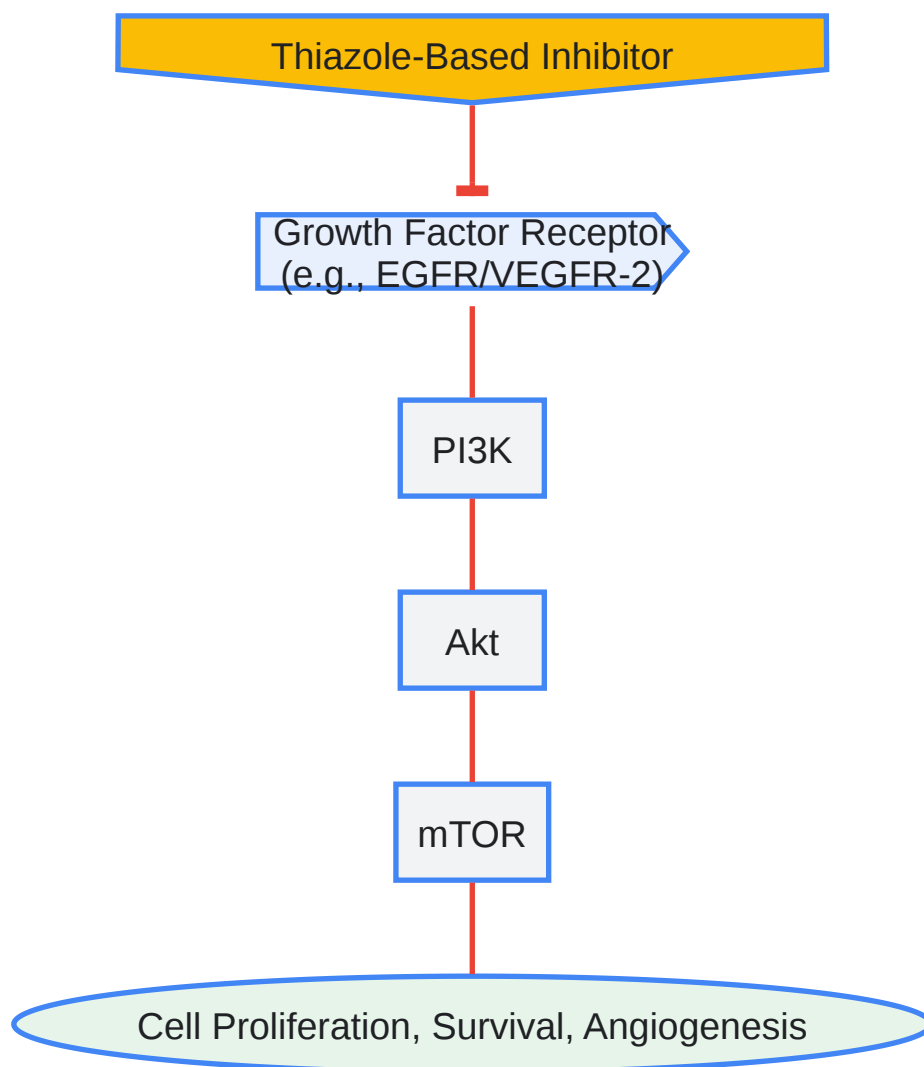 Thiazole-Based Inhibitor
Growth Factor Receptor
(e.g., EGFR/VEGFR-2)
PI3K
Akt
mTOR
Cell Proliferation, Survival, Angiogenesis